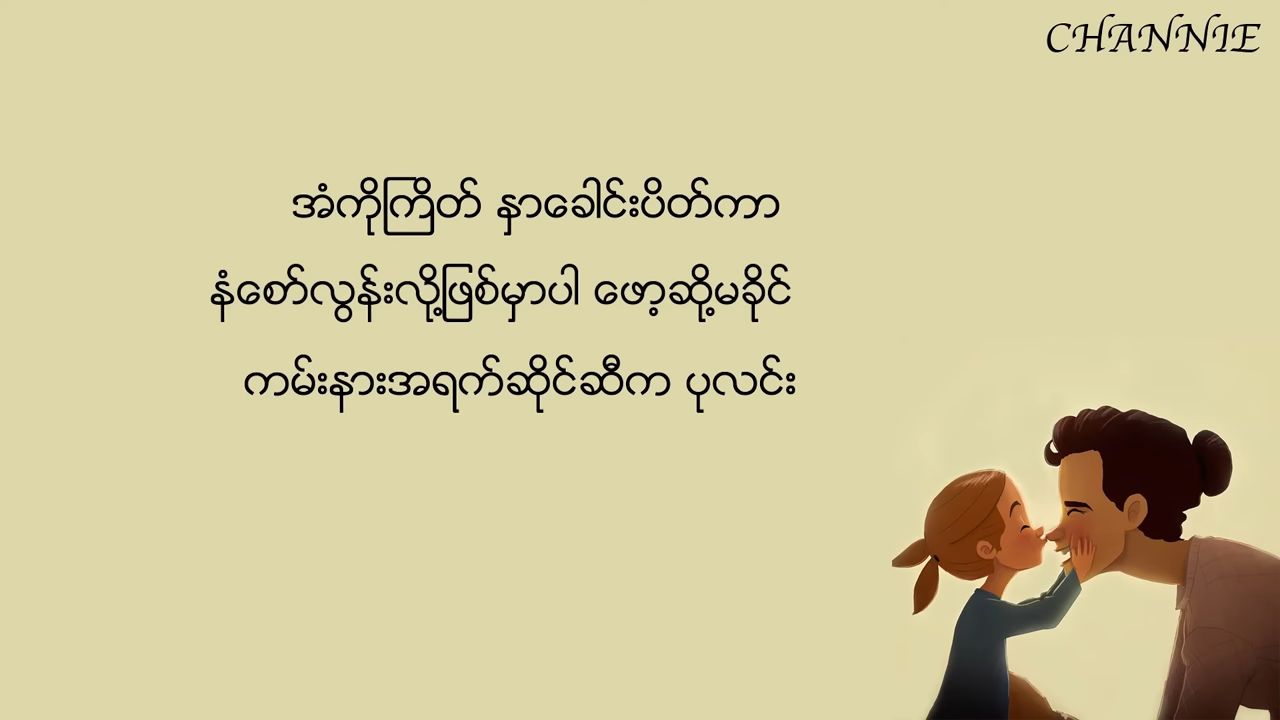 CHANNIE
အံကိုကြိတ် နှာခေါင်းပိတ်ကာ
နံစော်လွန်းလို့ဖြစ်မှာပါ ဖော့ဆို့မခိုင်
ကမ်းနားအရက်ဆိုင်ဆီက ပုလင်း